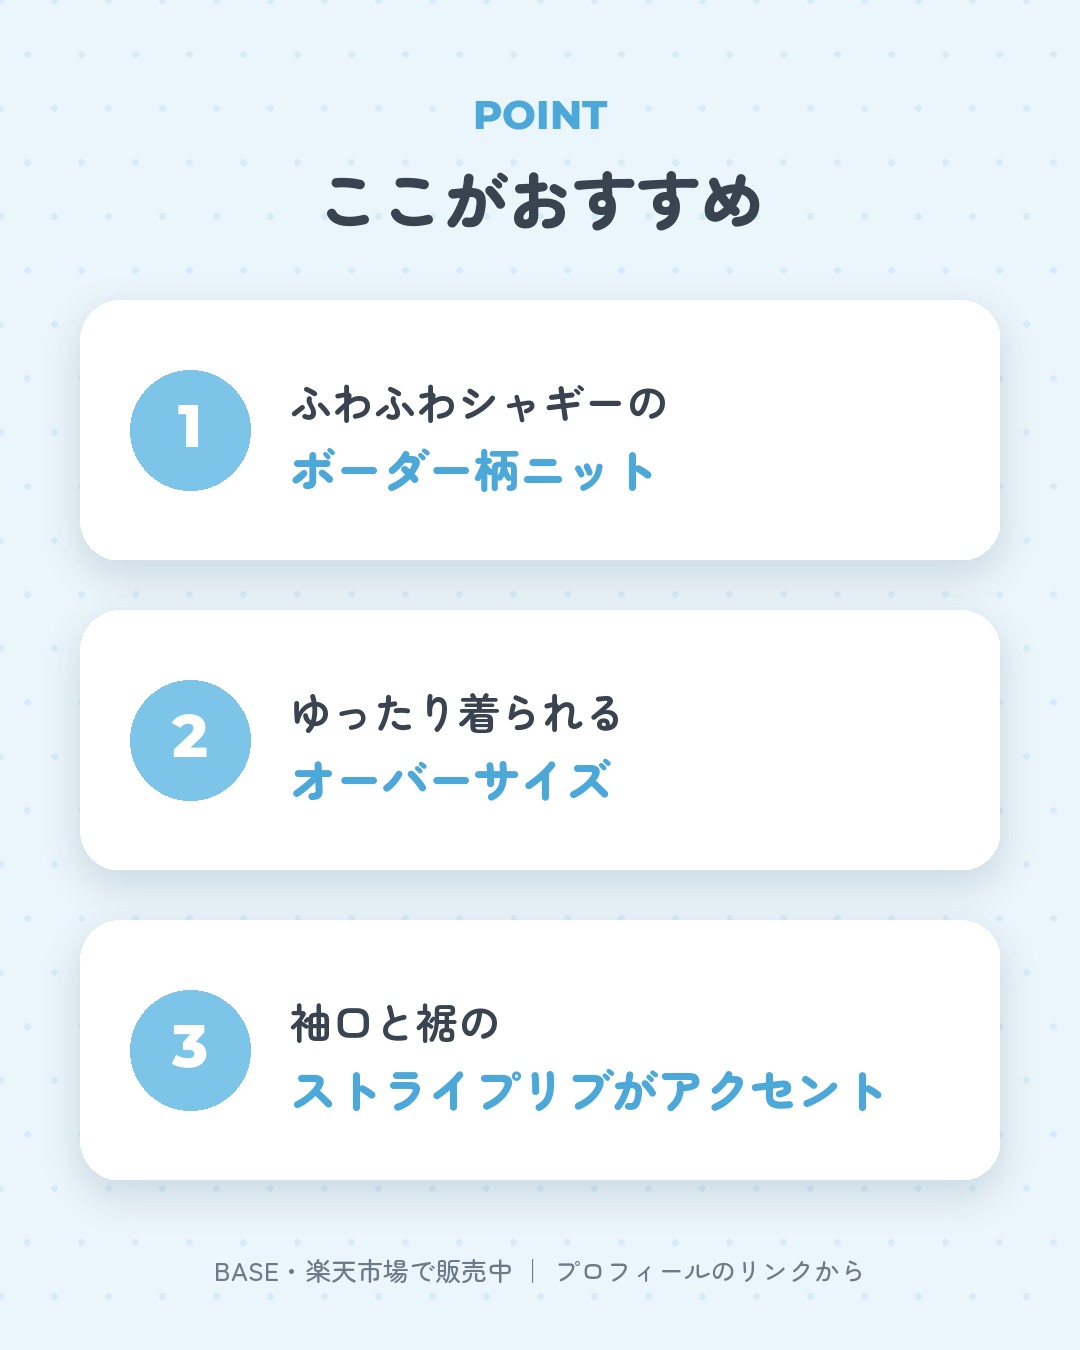 POINT
ここがおすすめ
1
ふわふわシャギーの
ボーダー柄ニット
2
ゆったり着られる
オーバーサイズ
3
袖口と裾の
ストライプリブがアクセント
BASE・楽天市場で販売中 ｜ プロフィールのリンクから